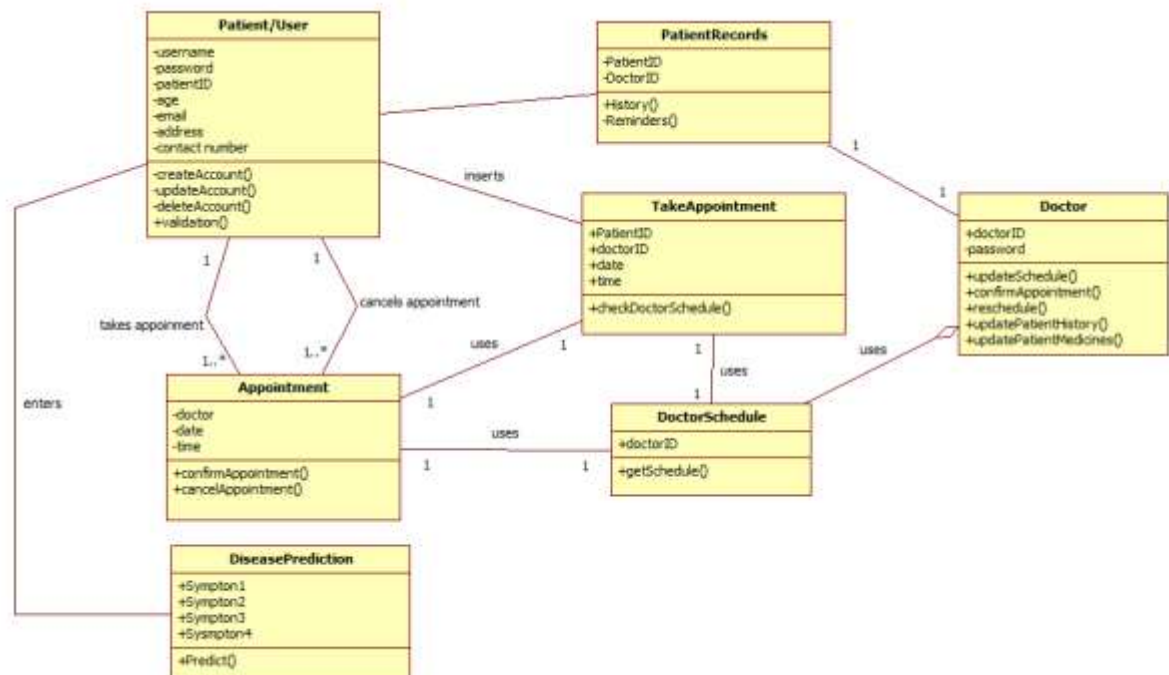 Patient/User
-username
-password
-patientID
-age
-email
-address
-contact number
-createAccount()
-updateAccount()
-deleteAccount()
+validation()
PatientRecords
-PatientID
-DoctorID
-History()
-Reminders()
1
1
inserts
TakeAppointment
+PatientID
+doctorID
+date
+time
+checkDoctorSchedule()
Doctor
+doctorID
-password
+updateSchedule()
+confirmAppointment()
+reschedule()
+updatePatientHistory()
+updatePatientMedicines()
1
1
takes appoinment
cancels appointment
1..*
1..*
uses
1
1
1
uses
1
uses
Appointment
-doctor
-date
-time
+confirmAppointment()
+cancelAppointment()
uses
1
1
DoctorSchedule
+doctorID
+getSchedule()
enters
DiseasePrediction
+Sympton1
+Sympton2
+Sympton3
+Sysmpton4
+Predict()